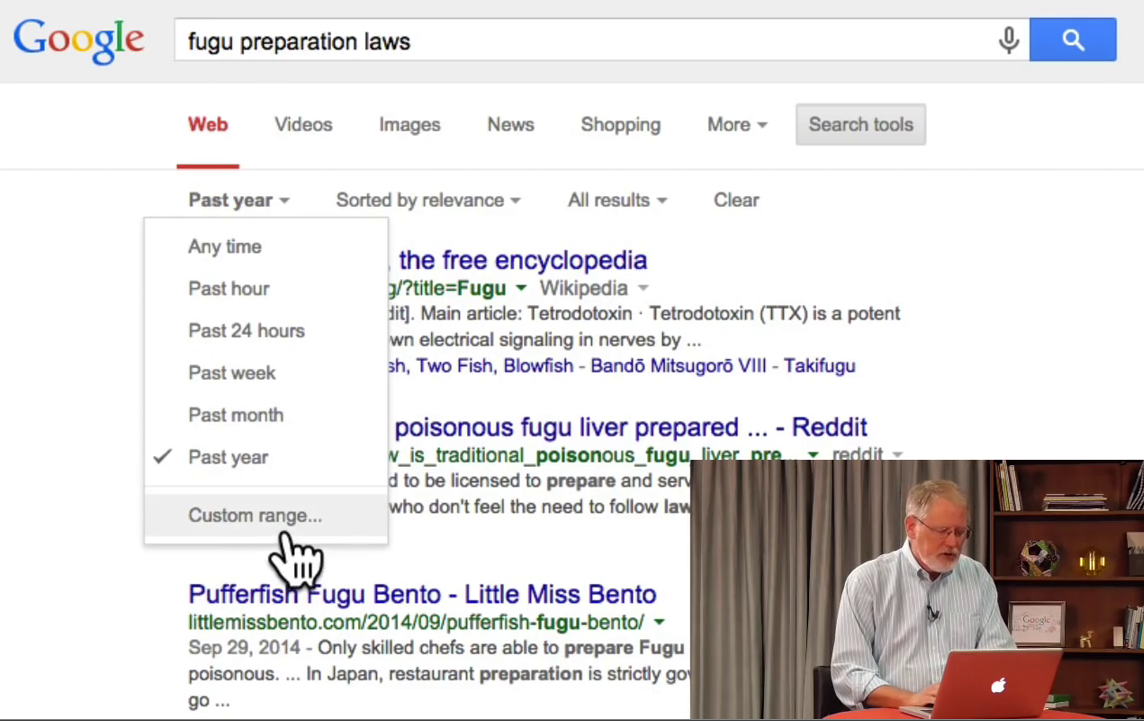 Google
fugu preparation laws
Web Videos Images News Shopping More Search tools
Past year Sorted by relevance All results Clear
Any time
Past hour
Past 24 hours
Past week
Past month
Past year
Custom range...
, the free encyclopedia
g/?title=Fugu Wikipedia
dit]. Main article: Tetrodotoxin · Tetrodotoxin (TTX) is a potent
wn electrical signaling in nerves by ...
sh, Two Fish, Blowfish - Bandō Mitsugorō VIII - Takifugu
poisonous fugu liver prepared ... - Reddit
w_is_traditional_poisonous_fugu_liver_pre... reddit
d to be licensed to prepare and serv
who don't feel the need to follow law
Pufferfish Fugu Bento - Little Miss Bento
littlemissbento.com/2014/09/pufferfish-fugu-bento/
Sep 29, 2014 - Only skilled chefs are able to prepare Fugu
poisonous. ... In Japan, restaurant preparation is strictly gov
go ...
Google